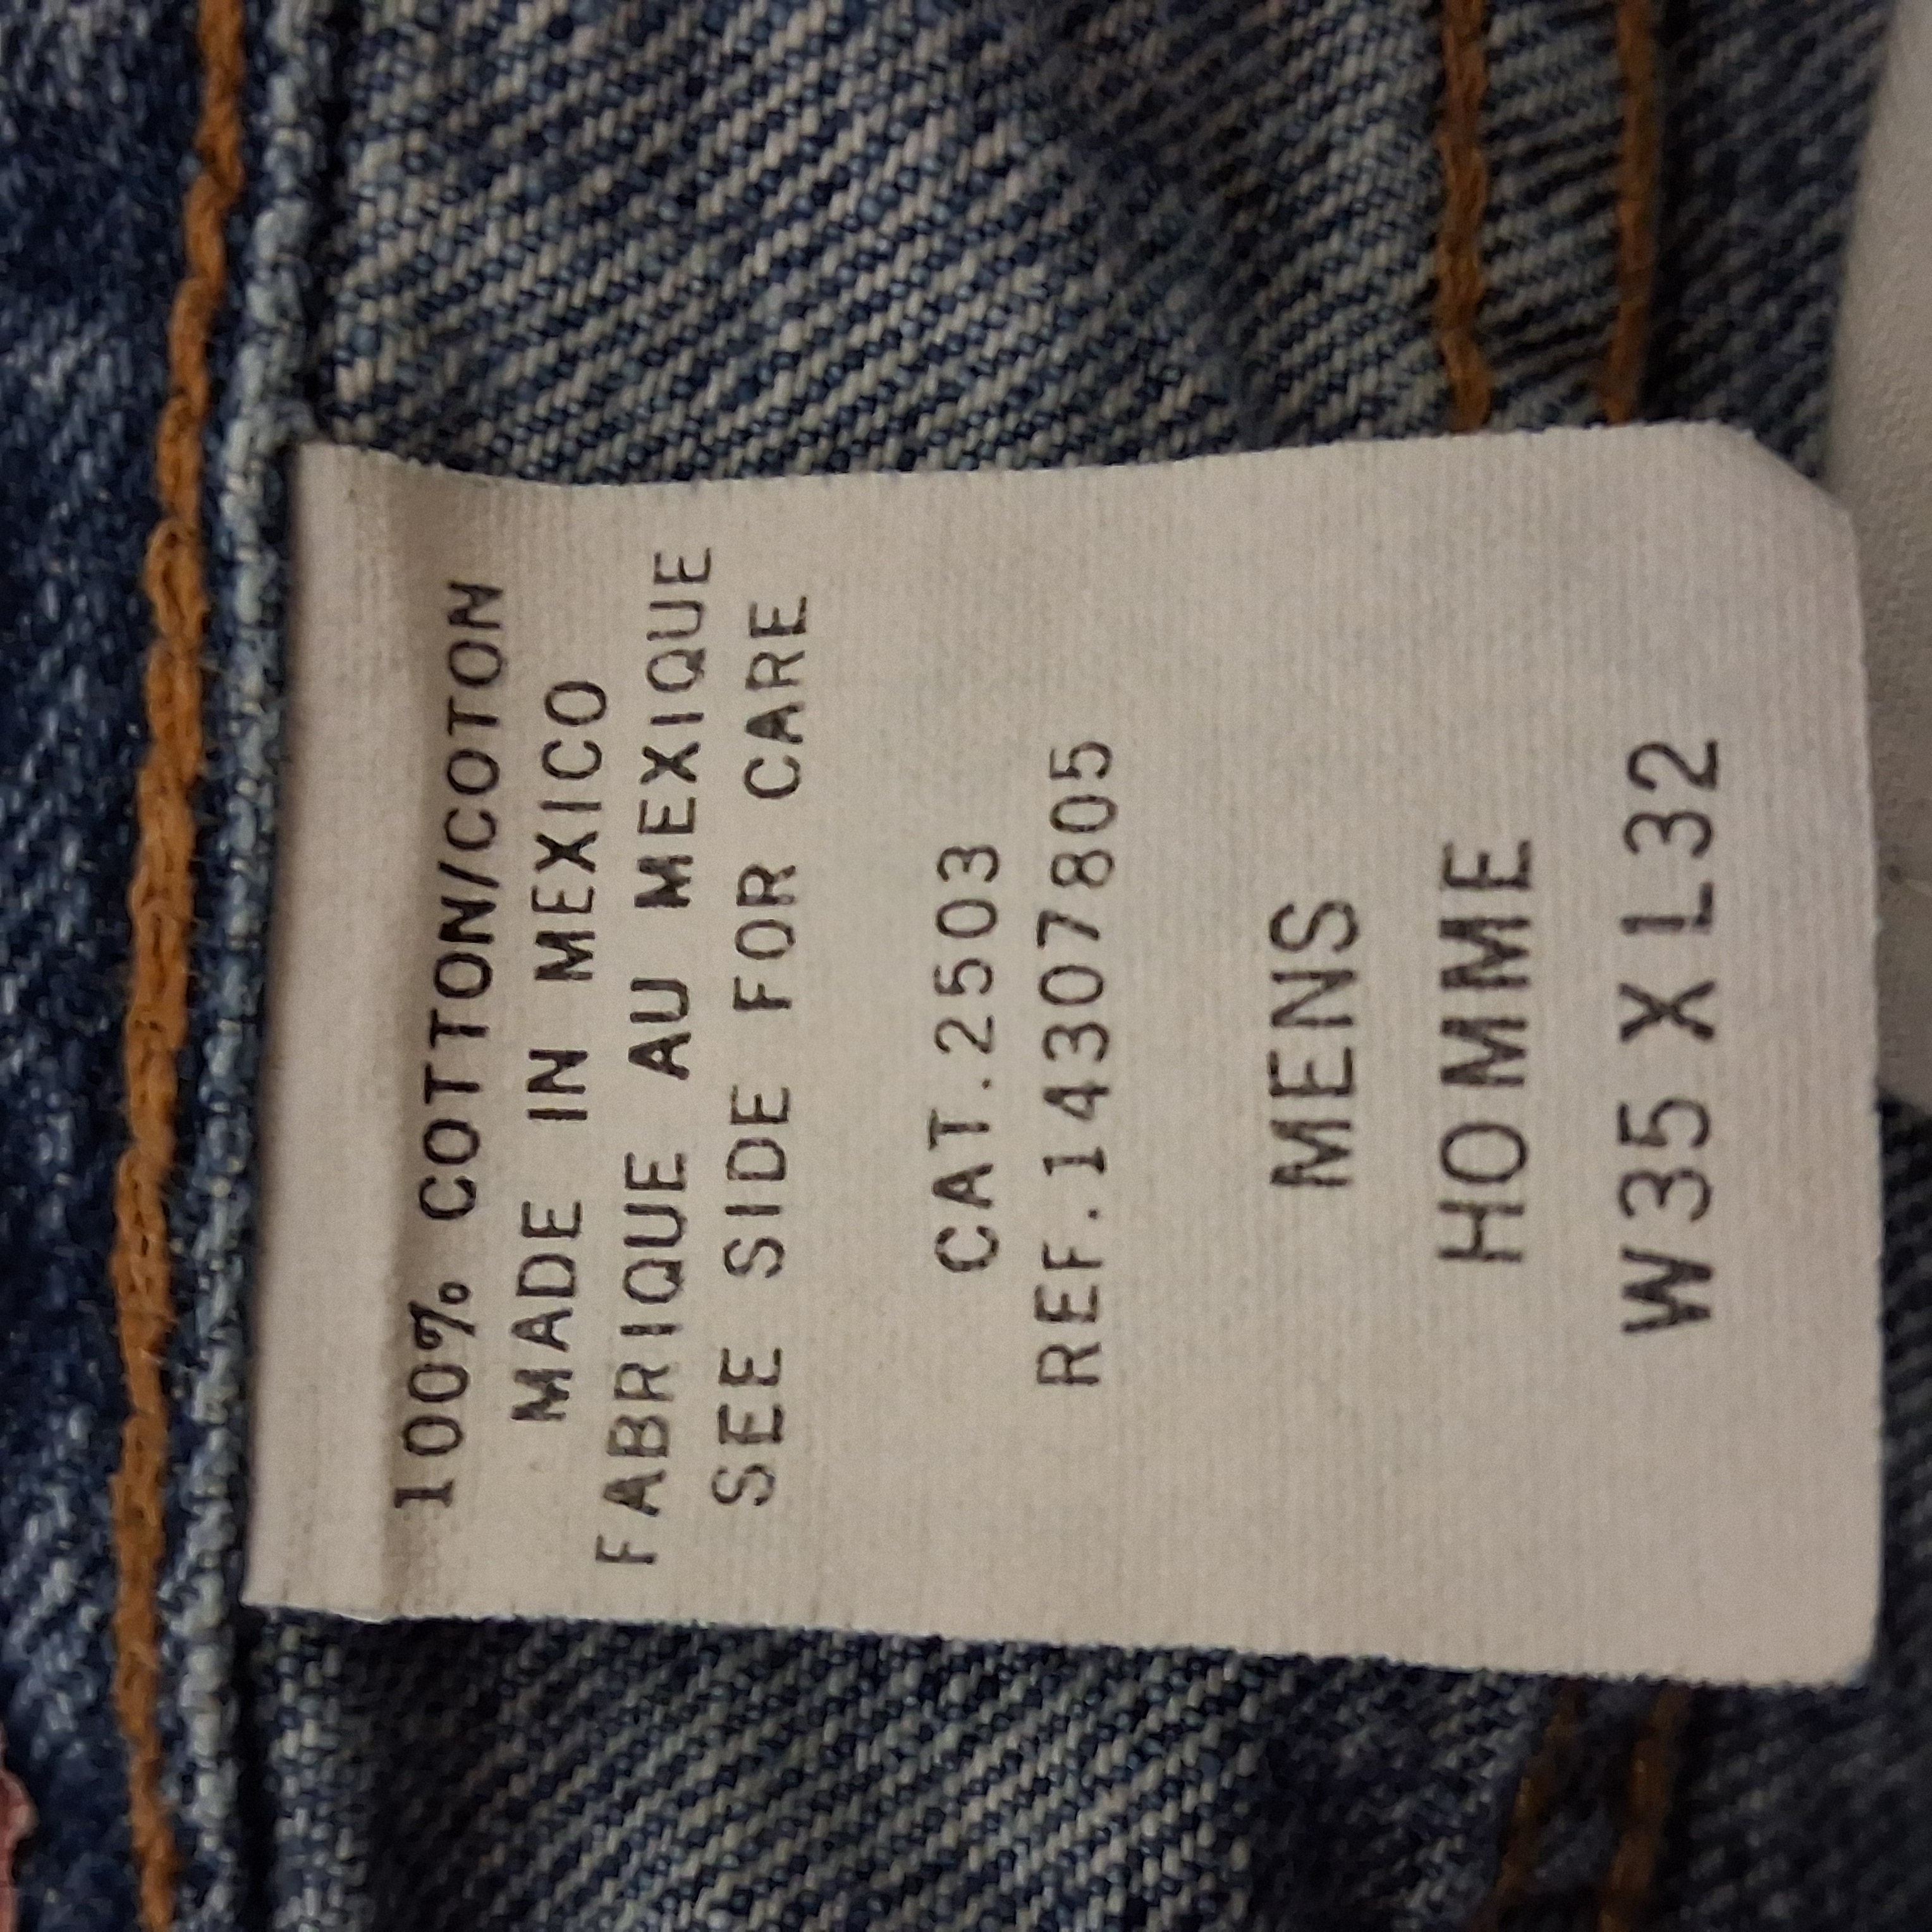 100% COTTON/COTON
MADE IN MEXICO
FABRIQUE AU MEXIQUE
SEE SIDE FOR CARE
CAT.2503
REF.14307805
MENS
HOMME
W35 X L32